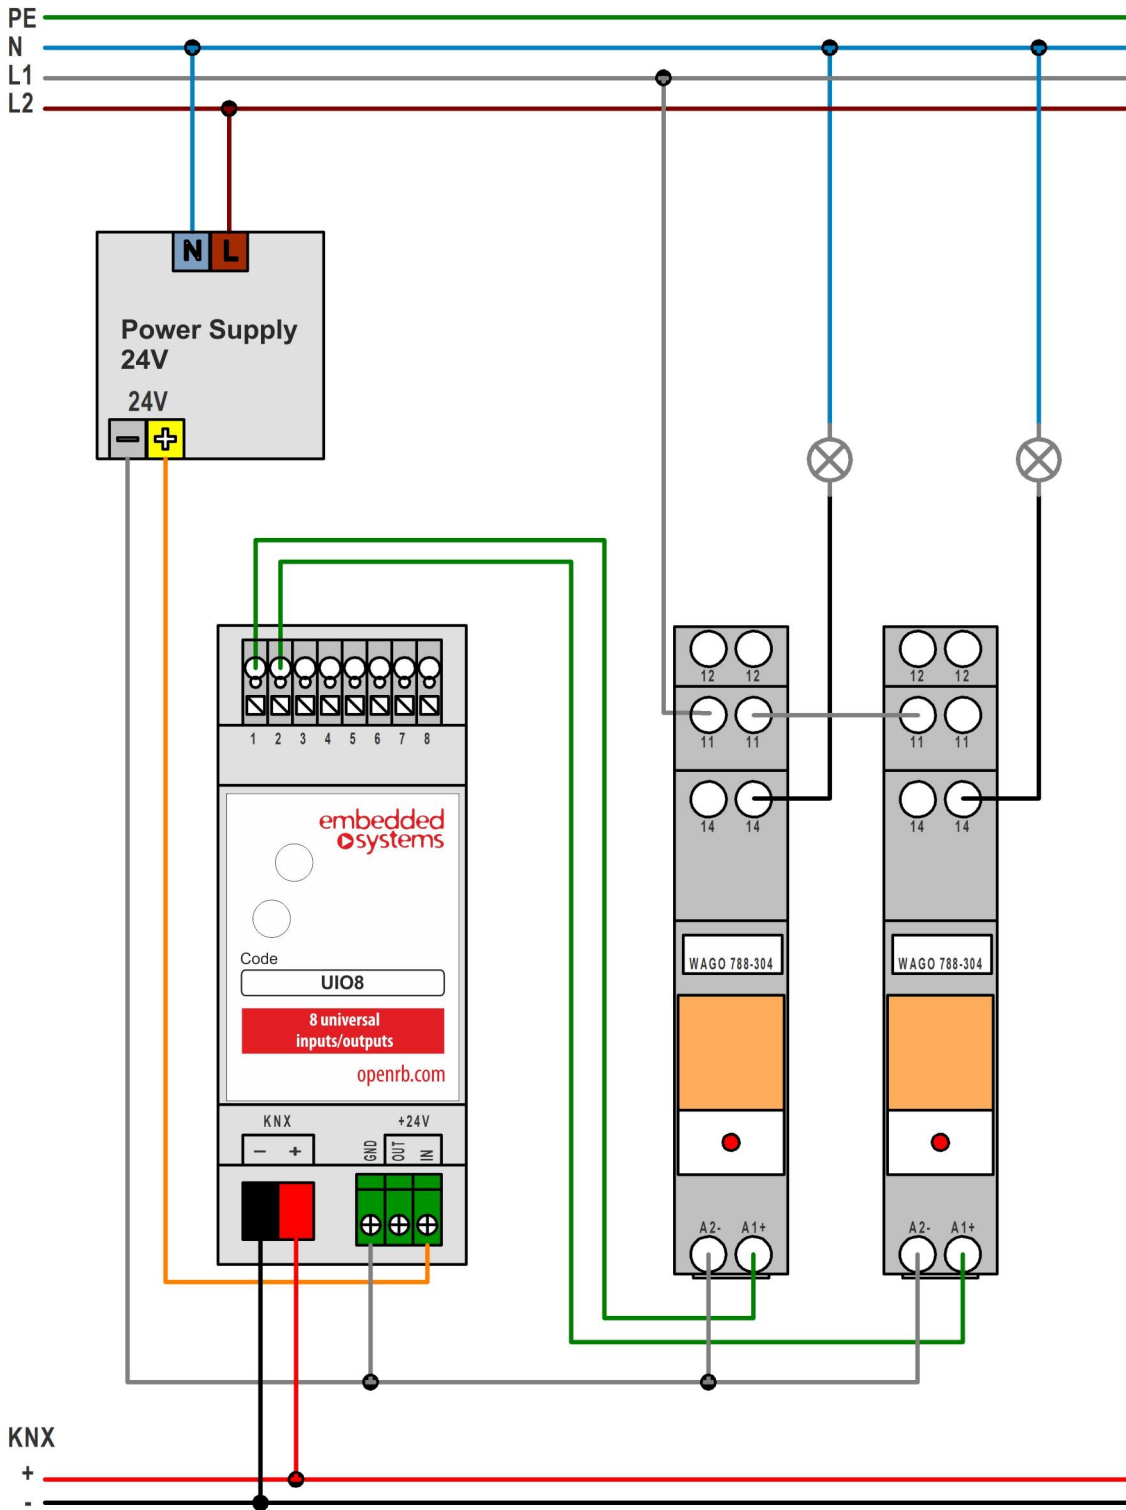 PE
N
L1
L2
N L
Power Supply
24V
24V
− +
1 2 3 4 5 6 7 8
embedded
systems
Code
UIO8
8 universal
inputs/outputs
openrb.com
KNX +24V
− + GND OUT IN
12 12
11 11
14 14
WAGO 788-304
A2- A1+
12 12
11 11
14 14
WAGO 788-304
A2- A1+
KNX
+
-